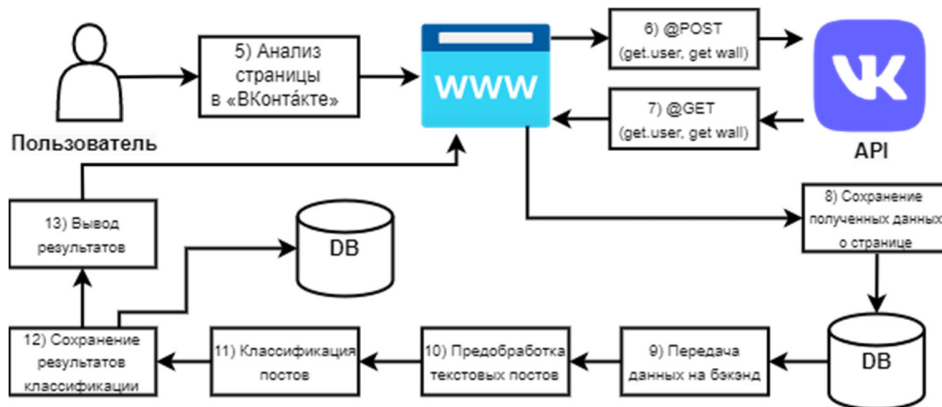 5) Анализ
страницы
в «ВКонтáкте»
www
6) @POST
(get.user, get wall)
7) @GET
(get.user, get wall)
Пользователь
API
13) Вывод
результатов
DB
8) Сохранение
полученных данных
о странице
12) Сохранение
результатов
классификации
11) Классификация
постов
10) Предобработка
текстовых постов
9) Передача
данных на бэкэнд
DB